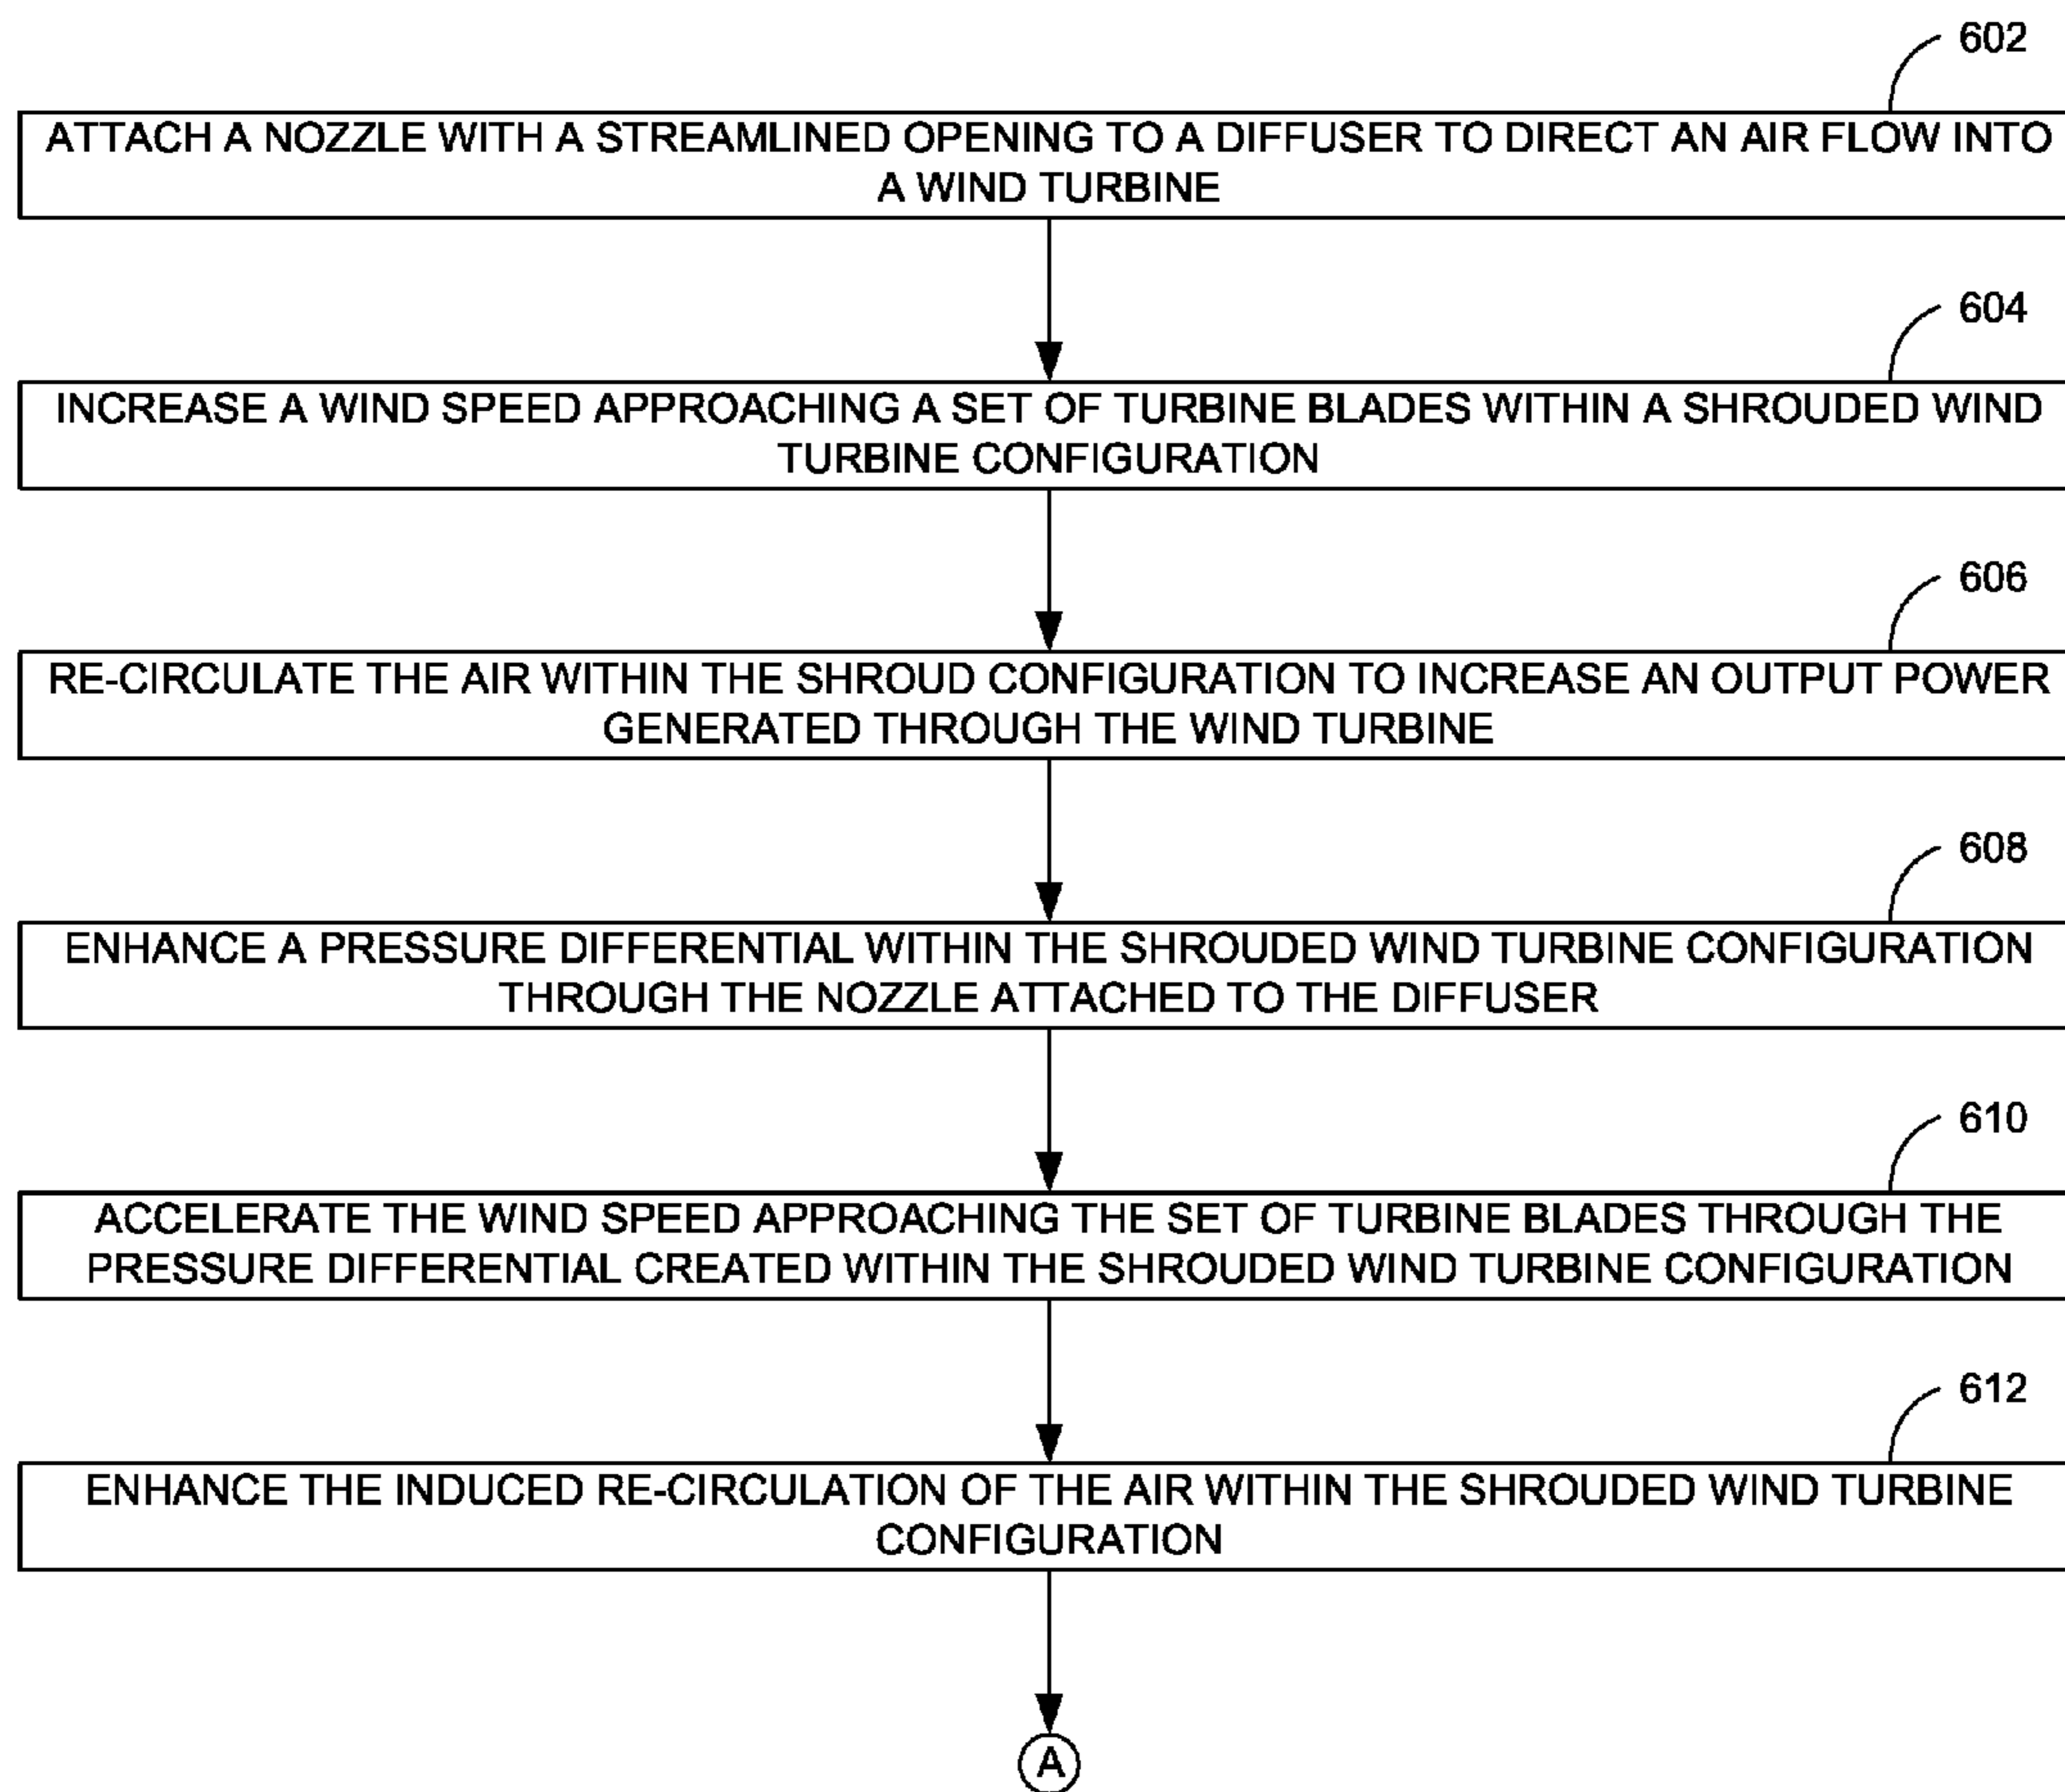 602
ATTACH A NOZZLE WITH A STREAMLINED OPENING TO A DIFFUSER TO DIRECT AN AIR FLOW INTO
A WIND TURBINE
604
INCREASE A WIND SPEED APPROACHING A SET OF TURBINE BLADES WITHIN A SHROUDED WIND
TURBINE CONFIGURATION
606
RE-CIRCULATE THE AIR WITHIN THE SHROUD CONFIGURATION TO INCREASE AN OUTPUT POWER
GENERATED THROUGH THE WIND TURBINE
608
ENHANCE A PRESSURE DIFFERENTIAL WITHIN THE SHROUDED WIND TURBINE CONFIGURATION
THROUGH THE NOZZLE ATTACHED TO THE DIFFUSER
610
ACCELERATE THE WIND SPEED APPROACHING THE SET OF TURBINE BLADES THROUGH THE
PRESSURE DIFFERENTIAL CREATED WITHIN THE SHROUDED WIND TURBINE CONFIGURATION
612
ENHANCE THE INDUCED RE-CIRCULATION OF THE AIR WITHIN THE SHROUDED WIND TURBINE
CONFIGURATION
A